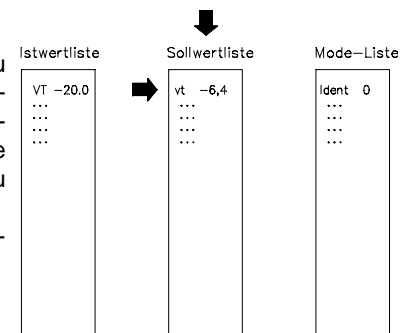 Istwertliste Sollwertliste Mode-Liste
VT -20.0 vt -6,4 Ident 0
... ... ...
... ... ...
... ... ...
... ... ...
u
-
-
e
u
-